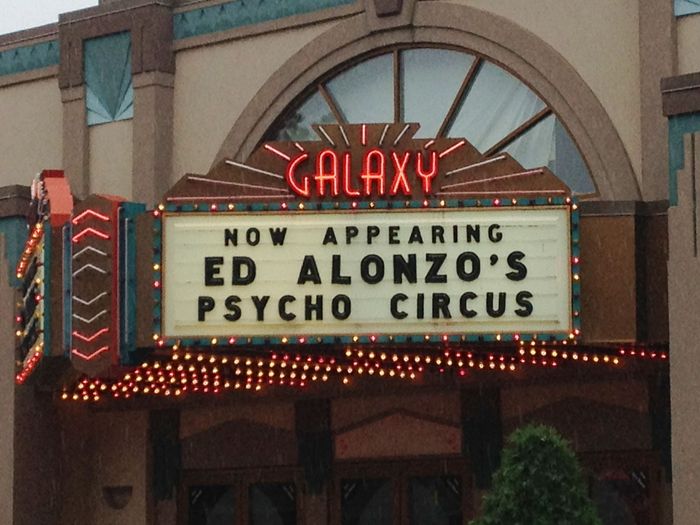 GALAXY
NOW APPEARING
ED ALONZO'S
PSYCHO CIRCUS